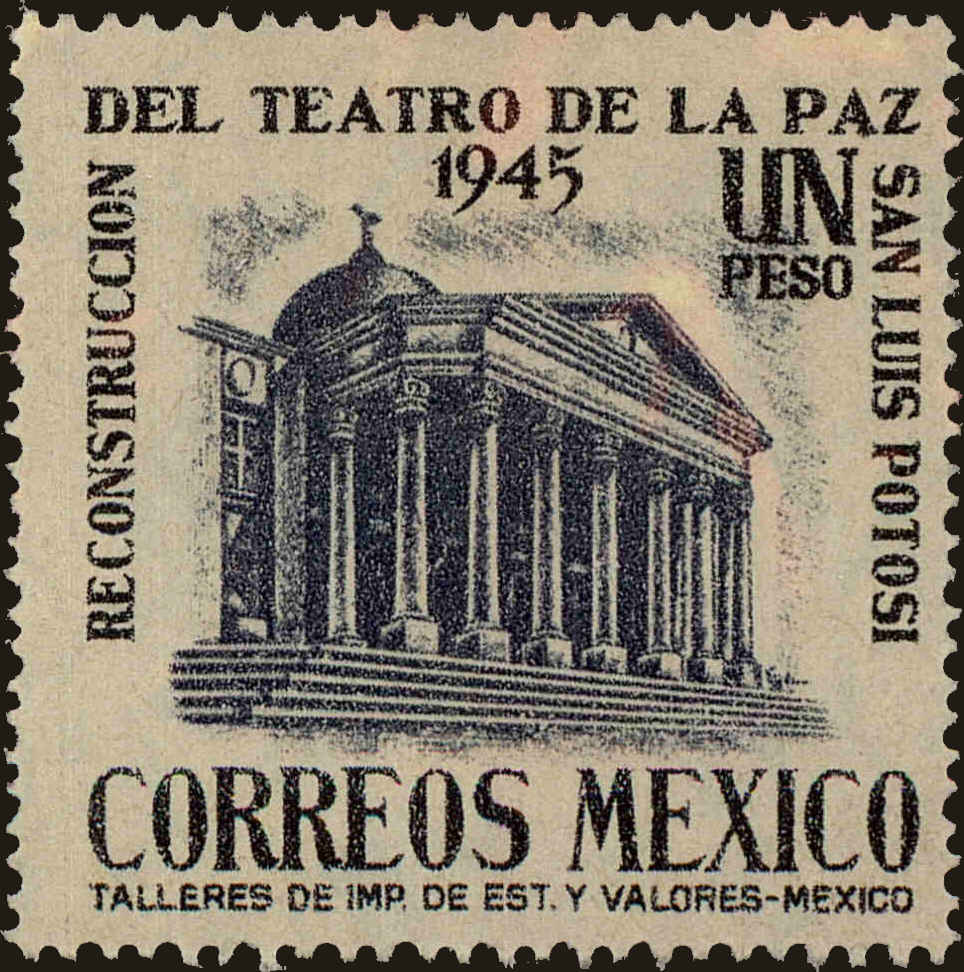 RECONSTRUCCION
DEL TEATRO DE LA PAZ
SAN LUIS POTOSI
1945
UN
PESO
CORREOS MEXICO
TALLERES DE IMP. DE EST. Y VALORES-MEXICO